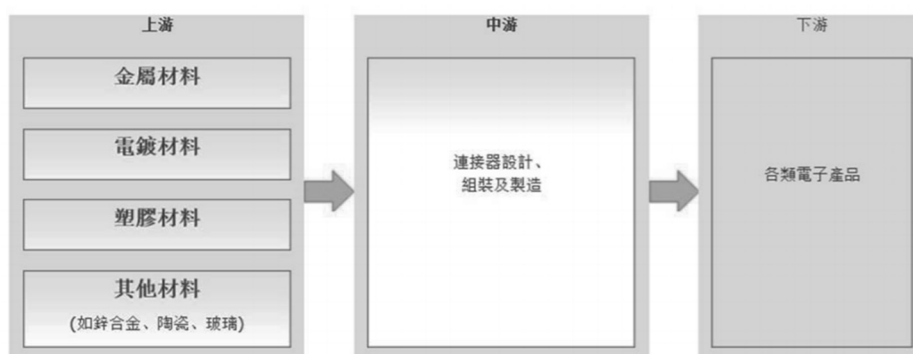 上游
金屬材料
電鍍材料
塑膠材料
其他材料
(如鋅合金、陶瓷、玻璃)
中游
連接器設計、
組裝及製造
下游
各類電子產品